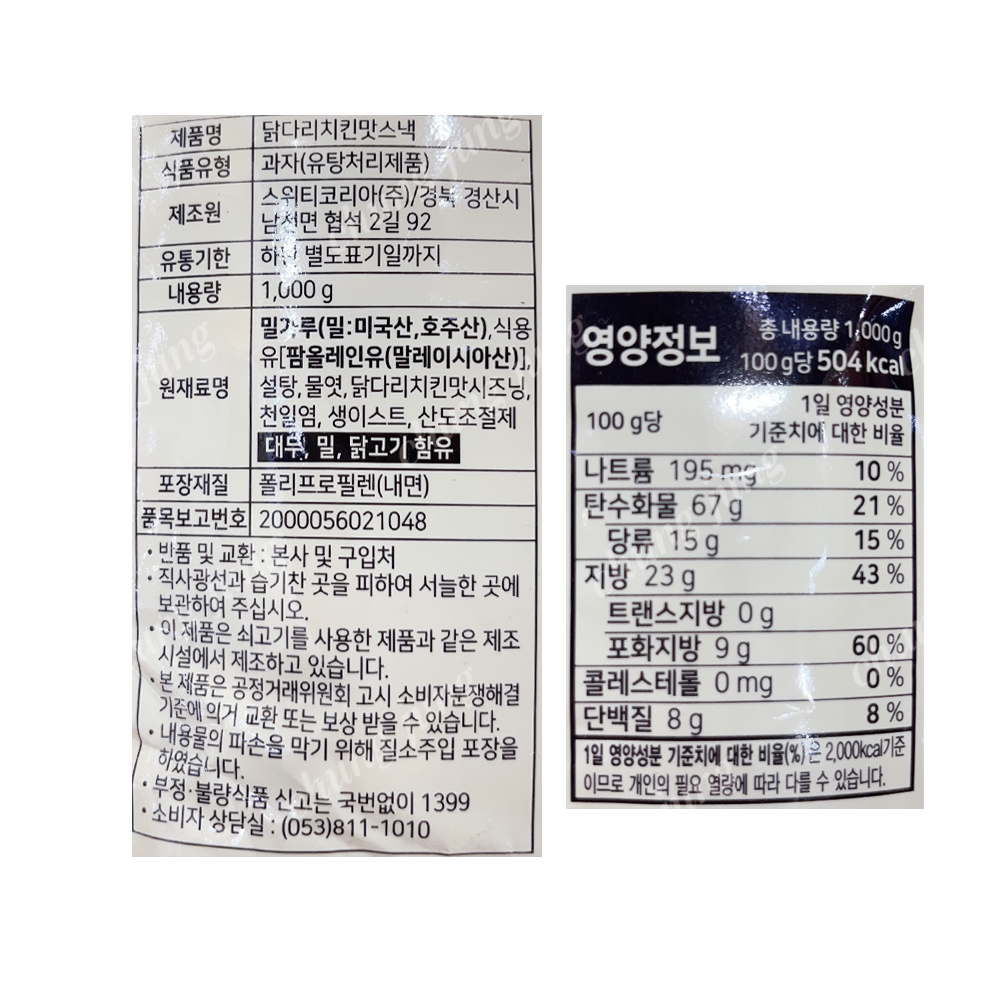 제품명 닭다리치킨맛스낵
식품유형 과자(유탕처리제품)
제조원 스위티코리아(주)/경북 경산시
남천면 협석 2길 92
유통기한 하단 별도표기일까지
내용량 1,000 g
원재료명 밀가루(밀:미국산,호주산),식용
유[팜올레인유(말레이시아산)],
설탕, 물엿, 닭다리치킨맛시즈닝,
천일염, 생이스트, 산도조절제
대두, 밀, 닭고기 함유
포장재질 폴리프로필렌(내면)
품목보고번호 2000056021048
• 반품 및 교환 : 본사 및 구입처
• 직사광선과 습기찬 곳을 피하여 서늘한 곳에
보관하여 주십시오.
• 이 제품은 쇠고기를 사용한 제품과 같은 제조
시설에서 제조하고 있습니다.
• 본 제품은 공정거래위원회 고시 소비자분쟁해결
기준에 의거 교환 또는 보상 받을 수 있습니다.
• 내용물의 파손을 막기 위해 질소주입 포장을
하였습니다.
• 부정·불량식품 신고는 국번없이 1399
• 소비자 상담실 : (053)811-1010
영양정보 총 내용량 1,000 g
100 g당 504 kcal
100 g당 1일 영양성분
기준치에 대한 비율
나트륨 195 mg 10 %
탄수화물 67 g 21 %
당류 15 g 15 %
지방 23 g 43 %
트랜스지방 0 g
포화지방 9 g 60 %
콜레스테롤 0 mg 0 %
단백질 8 g 8 %
1일 영양성분 기준치에 대한 비율(%)은 2,000kcal기준
이므로 개인의 필요 열량에 따라 다를 수 있습니다.